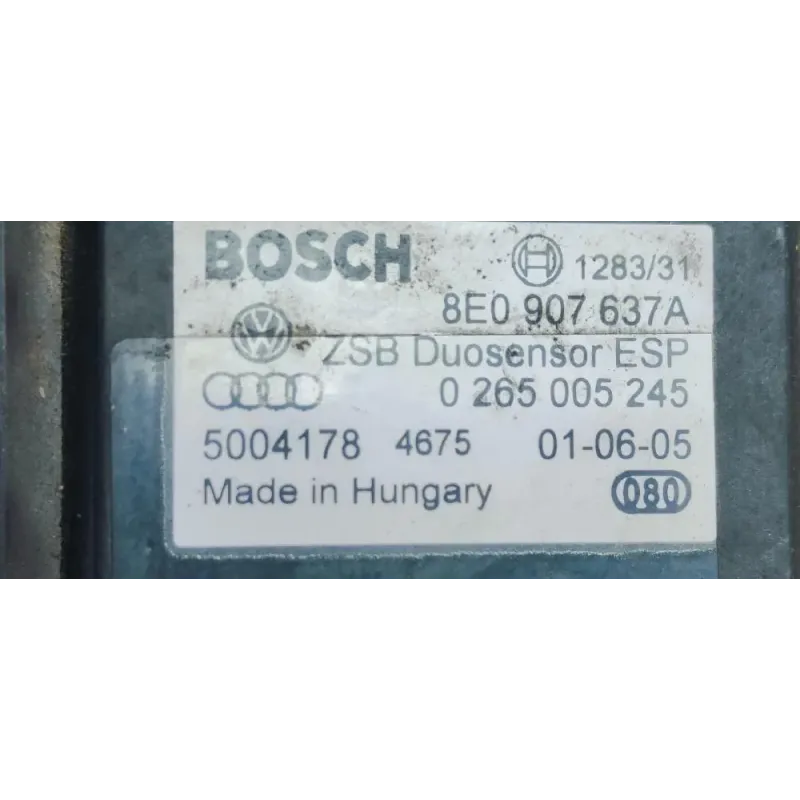 BOSCH 1283/31
8E0 907 637A
VW ZSB Duosensor ESP
0 265 005 245
5004178 4675 01-06-05
Made in Hungary 080